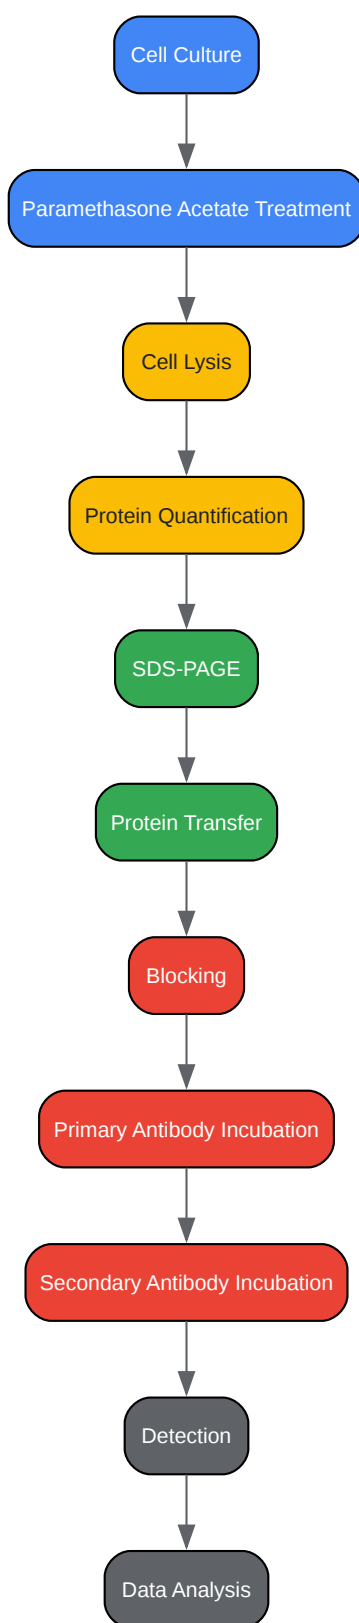 Cell Culture
Paramethasone Acetate Treatment
Cell Lysis
Protein Quantification
SDS-PAGE
Protein Transfer
Blocking
Primary Antibody Incubation
Secondary Antibody Incubation
Detection
Data Analysis